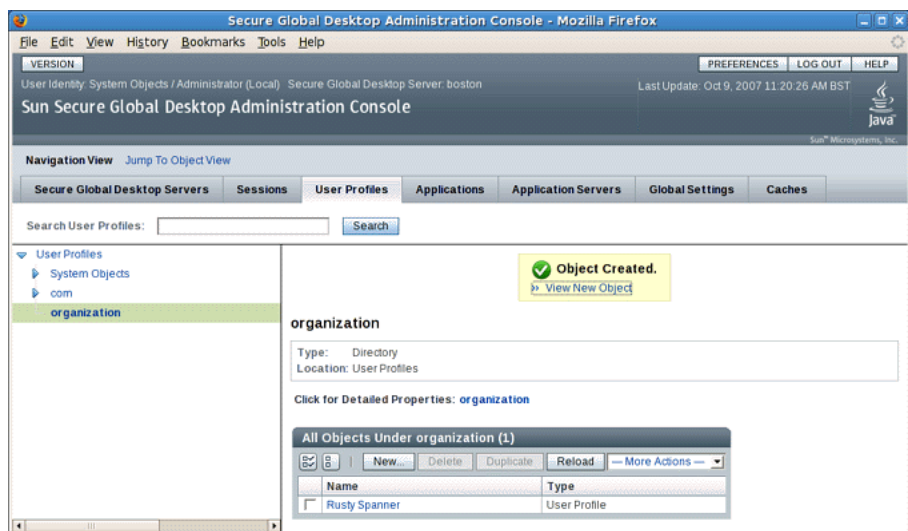 Secure Global Desktop Administration Console - Mozilla Firefox
File Edit View History Bookmarks Tools Help
VERSION PREFERENCES LOG OUT HELP
User Identity: System Objects / Administrator (Local) Secure Global Desktop Server: boston Last Update: Oct 9, 2007 11:20:26 AM BST
Sun Secure Global Desktop Administration Console
Java
Sun™ Microsystems, Inc.
Navigation View Jump To Object View
Secure Global Desktop Servers Sessions User Profiles Applications Application Servers Global Settings Caches
Search User Profiles: Search
User Profiles
System Objects
com
organization
Object Created.
» View New Object
organization
Type: Directory
Location: User Profiles
Click for Detailed Properties: organization
All Objects Under organization (1)
New... Delete Duplicate Reload — More Actions —
Name Type
Rusty Spanner User Profile